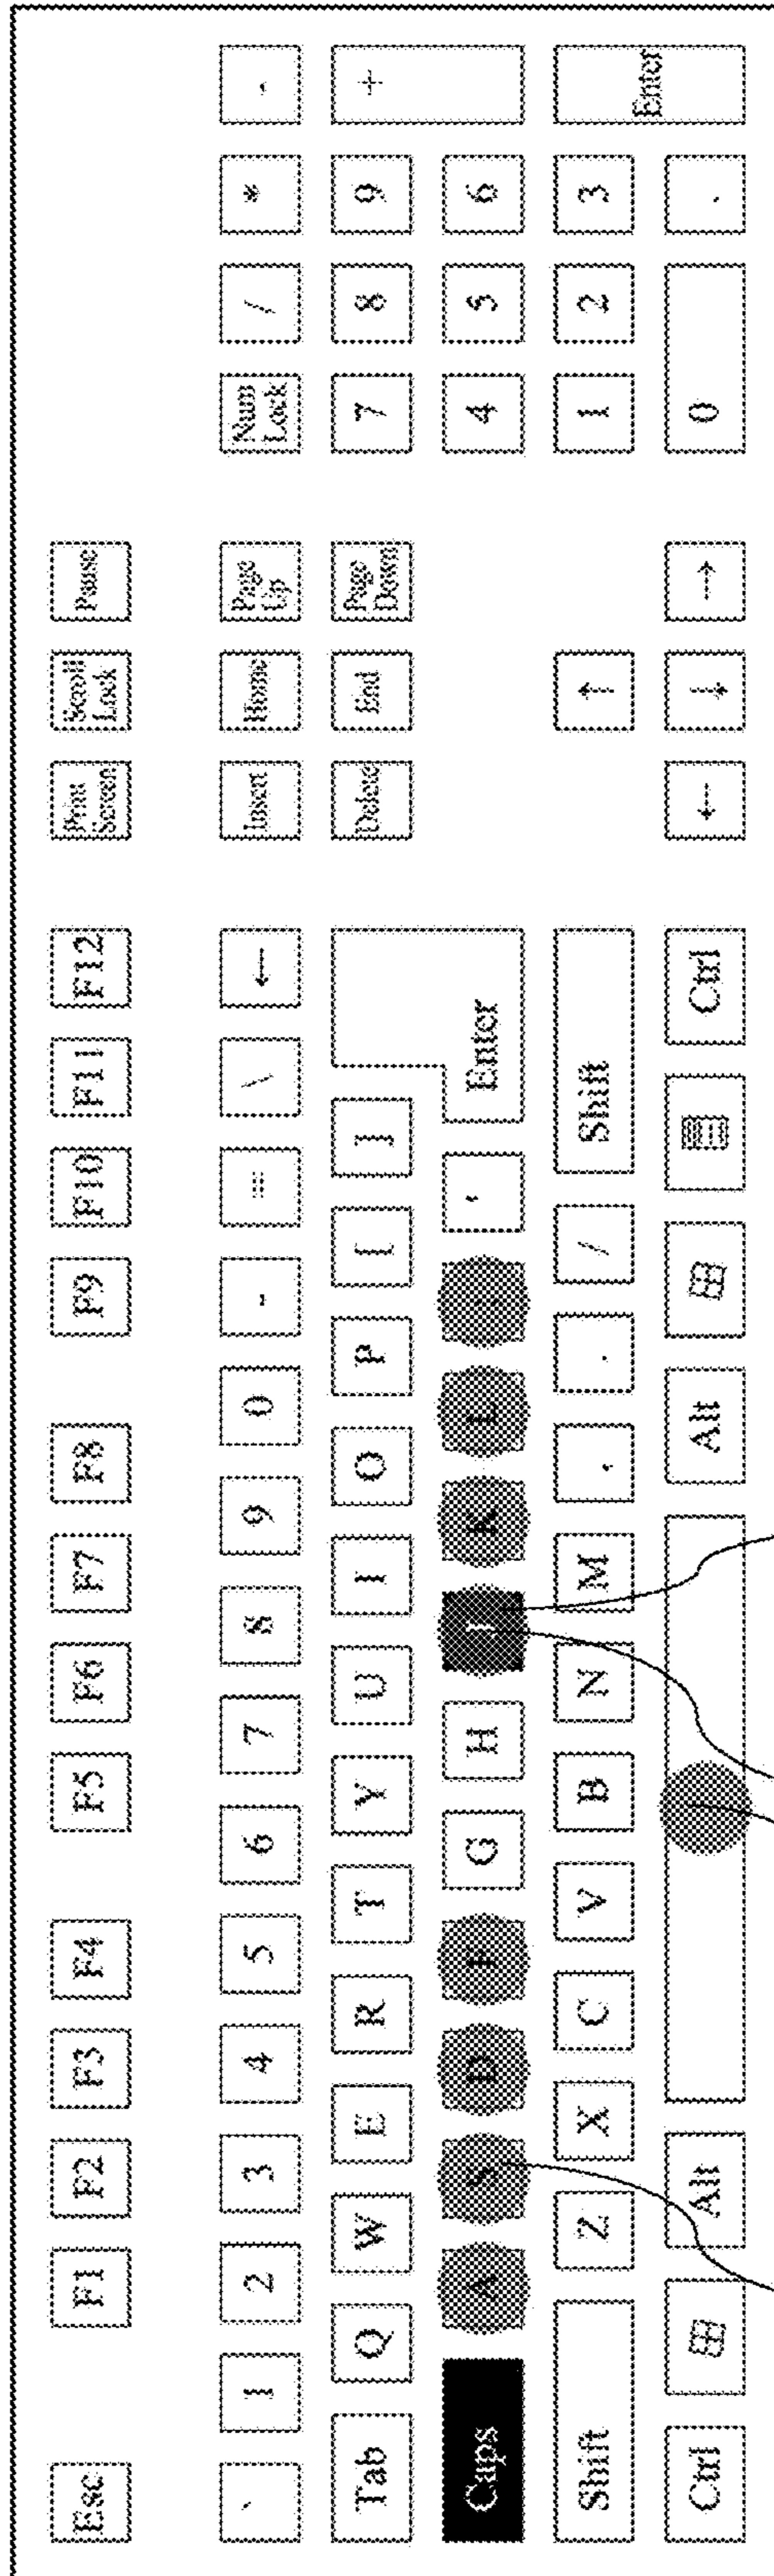 Esc F1 F2 F3 F4 F5 F6 F7 F8 F9 F10 F11 F12 Print Screen Scroll Lock Pause
` 1 2 3 4 5 6 7 8 9 0 - = \ ← Insert Home Page Up Num Lock / * -
Tab Q W E R T Y U I O P [ ] Delete End Page Down 7 8 9 +
Caps A S D F G H J K L ; ' Enter 4 5 6
Shift Z X C V B N M , . / Shift ↑ 1 2 3 Enter
Ctrl Alt Alt Ctrl ← ↓ → 0 .